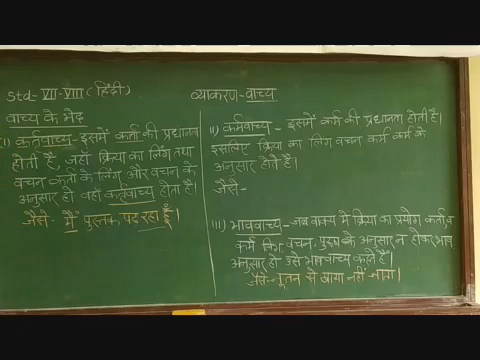 Std-VII-VIII (हिंदी)
व्याकरण-वाच्य
वाच्य के भेद
(i) कर्तृवाच्य - इसमें कर्ता की प्रधानता
होती है, जहाँ क्रिया का लिंग तथा
वचन कर्ता के लिंग और वचन के
अनुसार हो वहाँ कर्तृवाच्य होता है।
जैसे - मैं पुस्तक पढ़ रहा हूँ।
ii) कर्मवाच्य - इसमें कर्म की प्रधानता होती है।
इसलिए क्रिया का लिंग वचन कर्म कर्म के
अनुसार होते है।
जैसे -
iii) भाववाच्य - जब वाक्य में क्रिया का प्रयोग कर्ता, व
कर्म लिंग, वचन, पुरुष के अनुसार न होकर भाव
अनुसार हो उसे भाववाच्य कहते है।
जैसे - नूतन से खाया नहीं जाता।